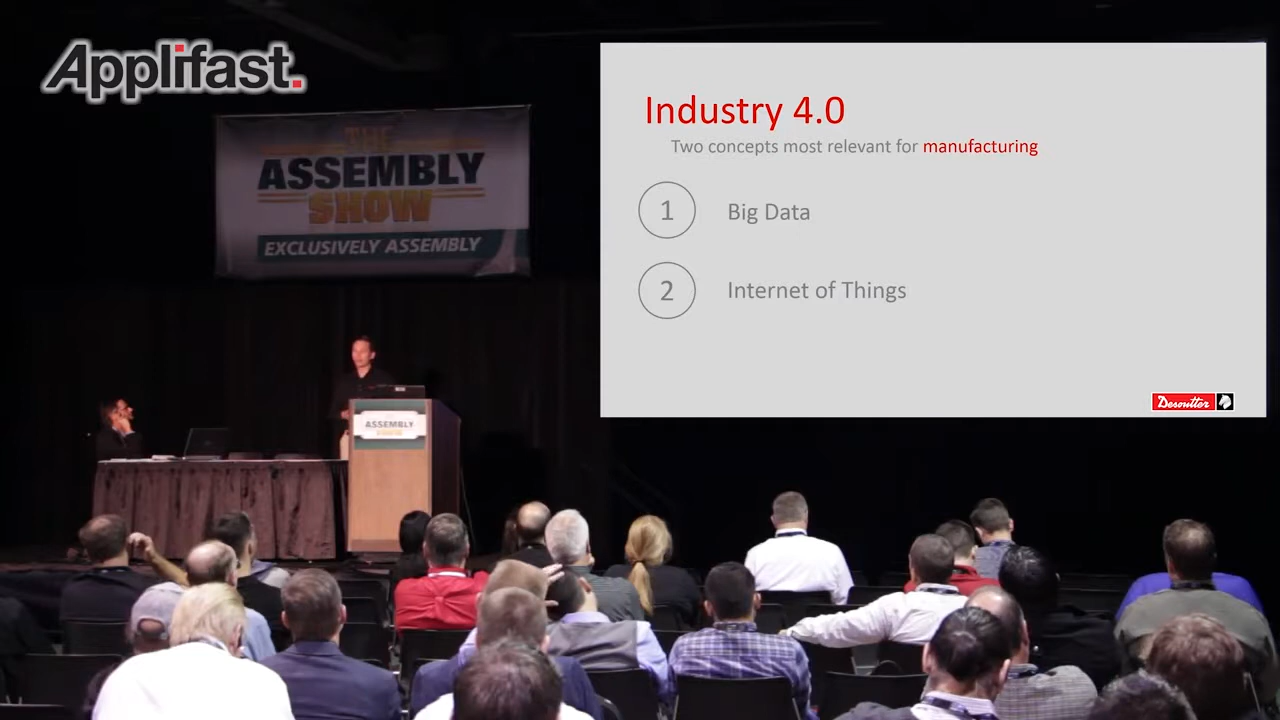 Applifast.
THE
ASSEMBLY
SHOW
EXCLUSIVELY ASSEMBLY
Industry 4.0
Two concepts most relevant for manufacturing
1 Big Data
2 Internet of Things
Desoutter
ASSEMBLY